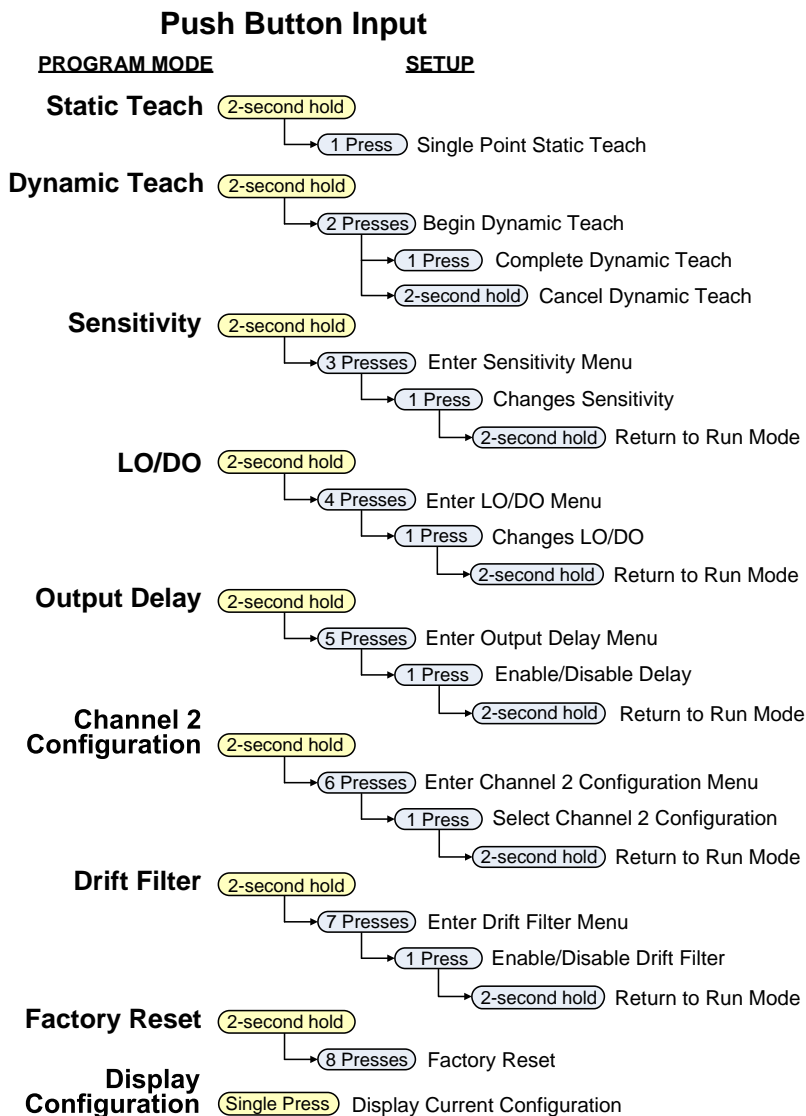 Push Button Input
PROGRAM MODE SETUP
Static Teach 2-second hold
1 Press Single Point Static Teach
Dynamic Teach 2-second hold
2 Presses Begin Dynamic Teach
1 Press Complete Dynamic Teach
2-second hold Cancel Dynamic Teach
Sensitivity 2-second hold
3 Presses Enter Sensitivity Menu
1 Press Changes Sensitivity
2-second hold Return to Run Mode
LO/DO 2-second hold
4 Presses Enter LO/DO Menu
1 Press Changes LO/DO
2-second hold Return to Run Mode
Output Delay 2-second hold
5 Presses Enter Output Delay Menu
1 Press Enable/Disable Delay
2-second hold Return to Run Mode
Channel 2
Configuration 2-second hold
6 Presses Enter Channel 2 Configuration Menu
1 Press Select Channel 2 Configuration
2-second hold Return to Run Mode
Drift Filter 2-second hold
7 Presses Enter Drift Filter Menu
1 Press Enable/Disable Drift Filter
2-second hold Return to Run Mode
Factory Reset 2-second hold
8 Presses Factory Reset
Display
Configuration Single Press Display Current Configuration